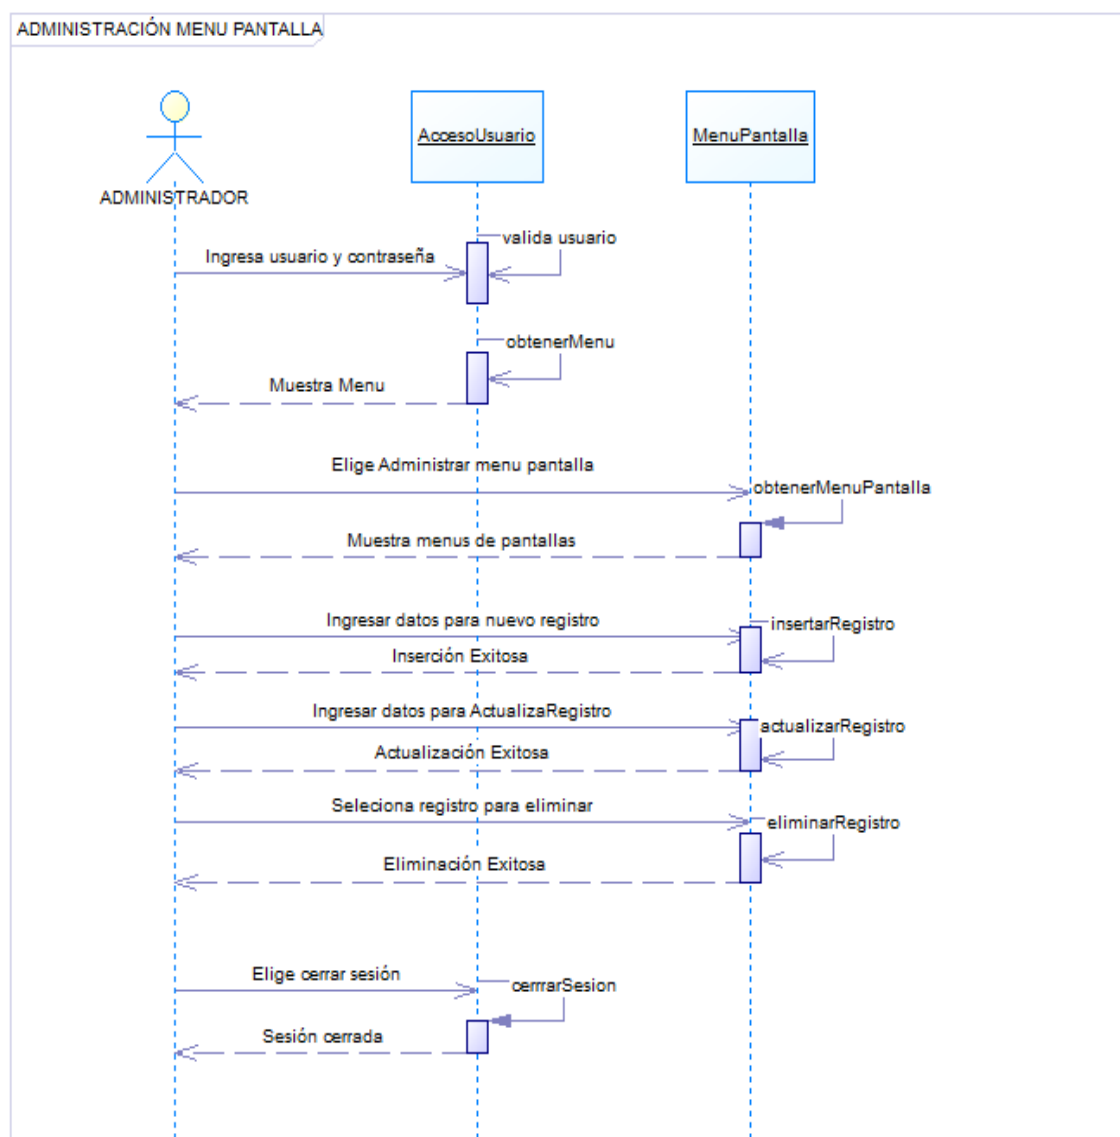 ADMINISTRACIÓN MENU PANTALLA
AccesoUsuario
MenuPantalla
ADMINISTRADOR
valida usuario
Ingresa usuario y contraseña
obtenerMenu
Muestra Menu
Elige Administrar menu pantalla
obtenerMenuPantalla
Muestra menus de pantallas
Ingresar datos para nuevo registro
insertarRegistro
Inserción Exitosa
Ingresar datos para ActualizaRegistro
actualizarRegistro
Actualización Exitosa
Seleciona registro para eliminar
eliminarRegistro
Eliminación Exitosa
Elige cerrar sesión
cerrrarSesion
Sesión cerrada